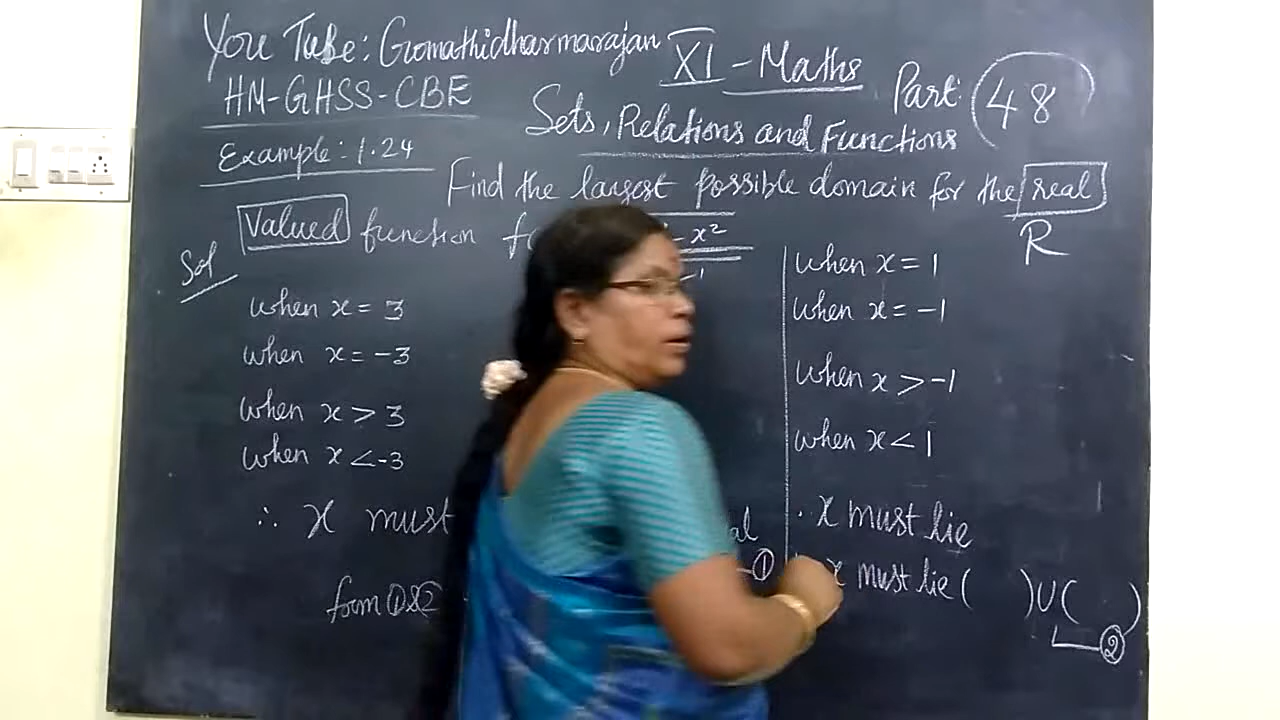 You Tube: Gomathidharmarajan XI - Maths Part: 48
HM-GHSS-CBE
Sets, Relations and Functions
Example: 1.24
Find the largest possible domain for the real
Valued function - x²
R
Sol
-1
when x = 3
when x = -3
when x > 3
when x < -3
∴ x must
①
form ① & ②
when x = 1
when x = -1
when x > -1
when x < 1
∴ x must lie
x must lie ( ) ∪ ( )
②